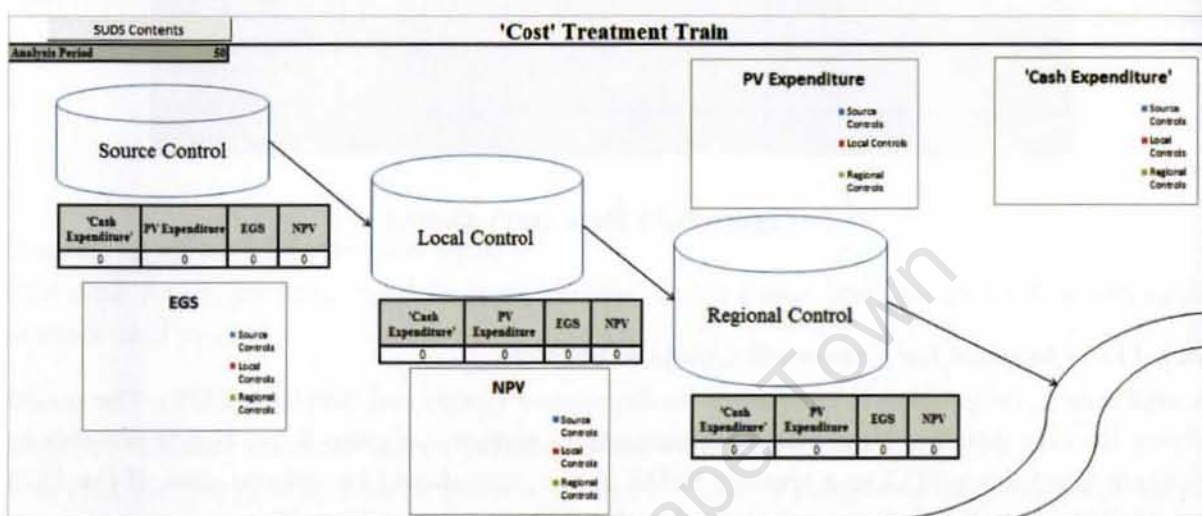 SUDS Contents
'Cost' Treatment Train
Analysis Period 50
PV Expenditure
Source
Controls
Local Controls
Regional
Controls
'Cash Expenditure'
Source
Controls
Local
Controls
Regional
Controls
Source Control
'Cash
Expenditure' PV Expenditure EGS NPV
0 0 0 0
Local Control
'Cash
Expenditure' PV
Expenditure EGS NPV
0 0 0 0
Regional Control
'Cash
Expenditure' PV
Expenditure EGS NPV
0 0 0 0
EGS
Source
Controls
Local
Controls
Regional
Controls
NPV
Source
Controls
Local
Controls
Regional
Controls
ape Town